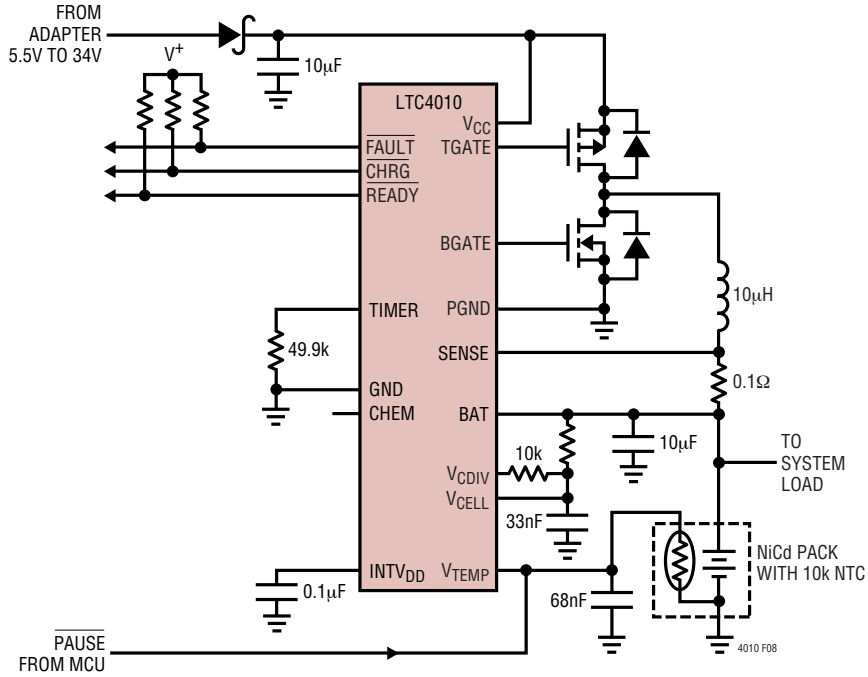 FROM
ADAPTER
5.5V TO 34V
V+
10μF
LTC4010
VCC
FAULT
TGATE
CHRG
READY
BGATE
10μH
TIMER
PGND
49.9k
SENSE
0.1Ω
GND
CHEM
BAT
10μF
TO
SYSTEM
LOAD
10k
VCDIV
VCELL
33nF
NiCd PACK
WITH 10k NTC
INTVDD
VTEMP
0.1μF
68nF
PAUSE
FROM MCU
4010 F08